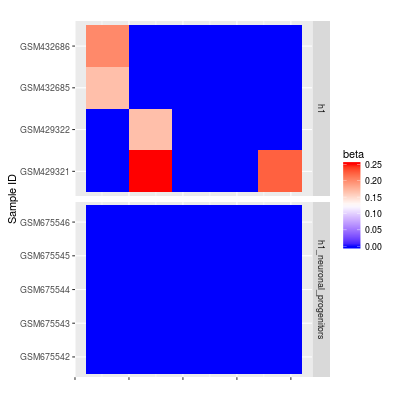 GSM432686
GSM432685
GSM429322
GSM429321
h1
GSM675546
GSM675545
GSM675544
GSM675543
GSM675542
h1_neuronal_progenitors
Sample ID
beta
0.25
0.20
0.15
0.10
0.05
0.00